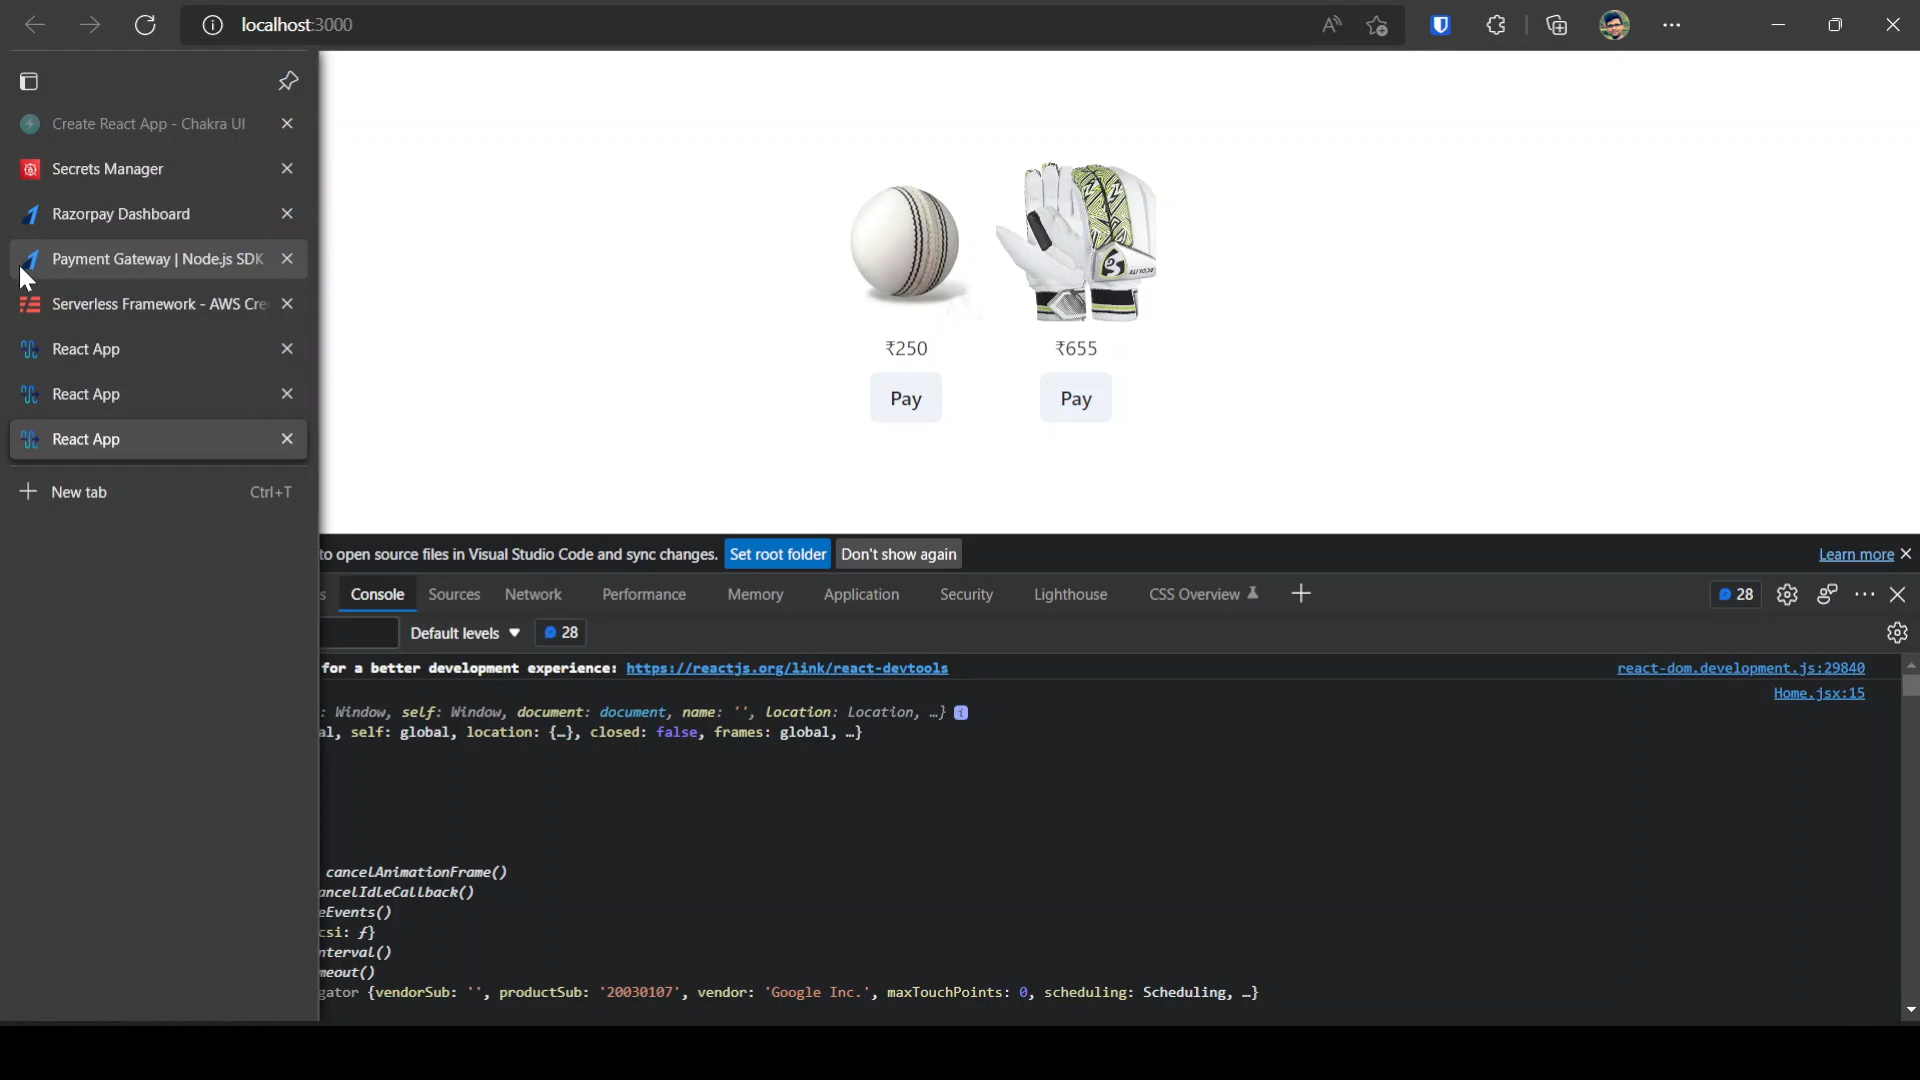 localhost:3000
Create React App - Chakra UI
Secrets Manager
Razorpay Dashboard
Payment Gateway | Node.js SDK
Serverless Framework - AWS Cre
React App
React App
React App
New tab Ctrl+T
₹250 ₹655
Pay Pay
to open source files in Visual Studio Code and sync changes. Set root folder Don't show again Learn more
s Console Sources Network Performance Memory Application Security Lighthouse CSS Overview 28
Default levels 28
for a better development experience: https://reactjs.org/link/react-devtools react-dom.development.js:29840
Home.jsx:15
: Window, self: Window, document: document, name: '', location: Location, …}
al, self: global, location: {…}, closed: false, frames: global, …}
cancelAnimationFrame()
ancelIdleCallback()
eEvents()
csi: ƒ}
nterval()
meout()
gator {vendorSub: '', productSub: '20030107', vendor: 'Google Inc.', maxTouchPoints: 0, scheduling: Scheduling, …}